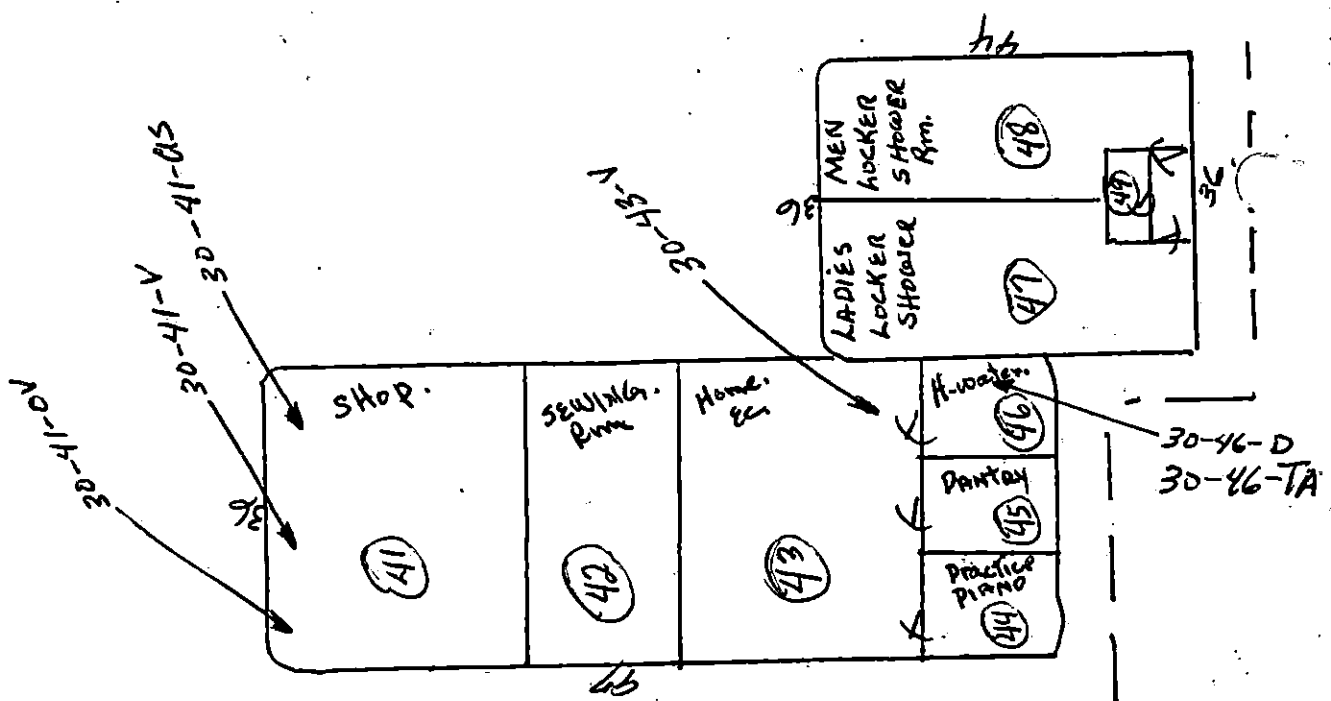 44
MEN
LOCKER
SHOWER
Rm.
48
36
49
36
LADIES
LOCKER
SHOWER
47
30-41-GS
30-41-V
30-41-OV
30-43-V
36
SHOP.
41
SEWING.
Rm
42
Home.
EC
43
H-water.
46
PANTRY
45
Practice
PIANO
44
30-46-D
30-46-TA
97